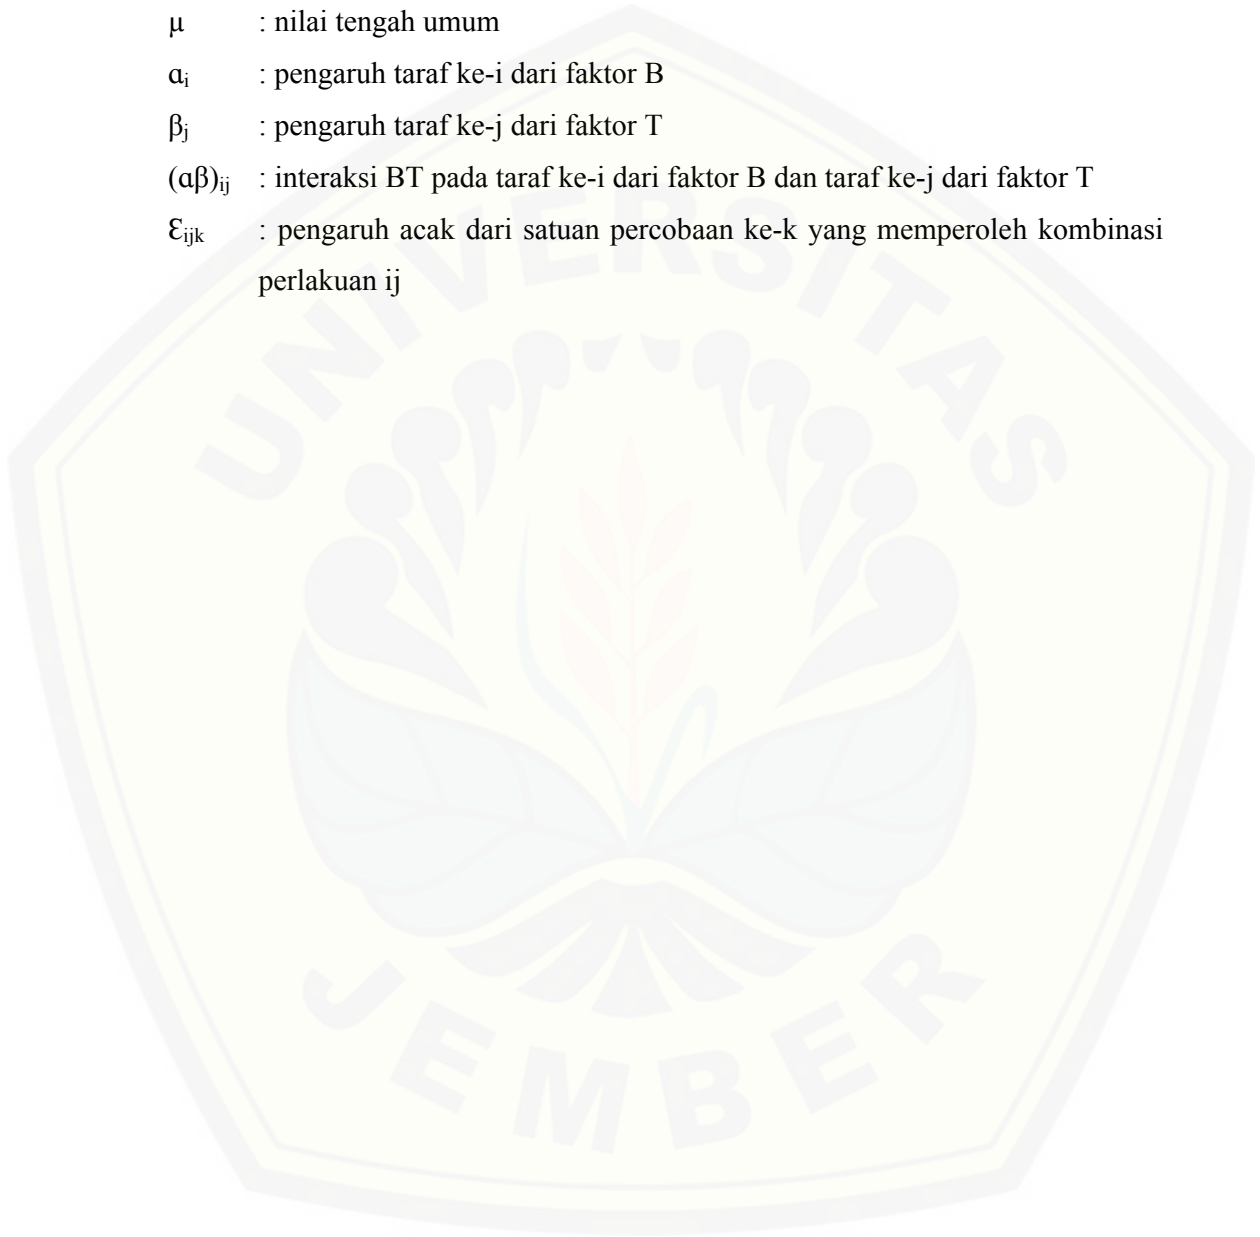 μ : nilai tengah umum
αᵢ : pengaruh taraf ke-i dari faktor B
βⱼ : pengaruh taraf ke-j dari faktor T
(αβ)ᵢⱼ : interaksi BT pada taraf ke-i dari faktor B dan taraf ke-j dari faktor T
Ɛᵢⱼₖ : pengaruh acak dari satuan percobaan ke-k yang memperoleh kombinasi
perlakuan ij
UNIVERSITAS
JEMBER